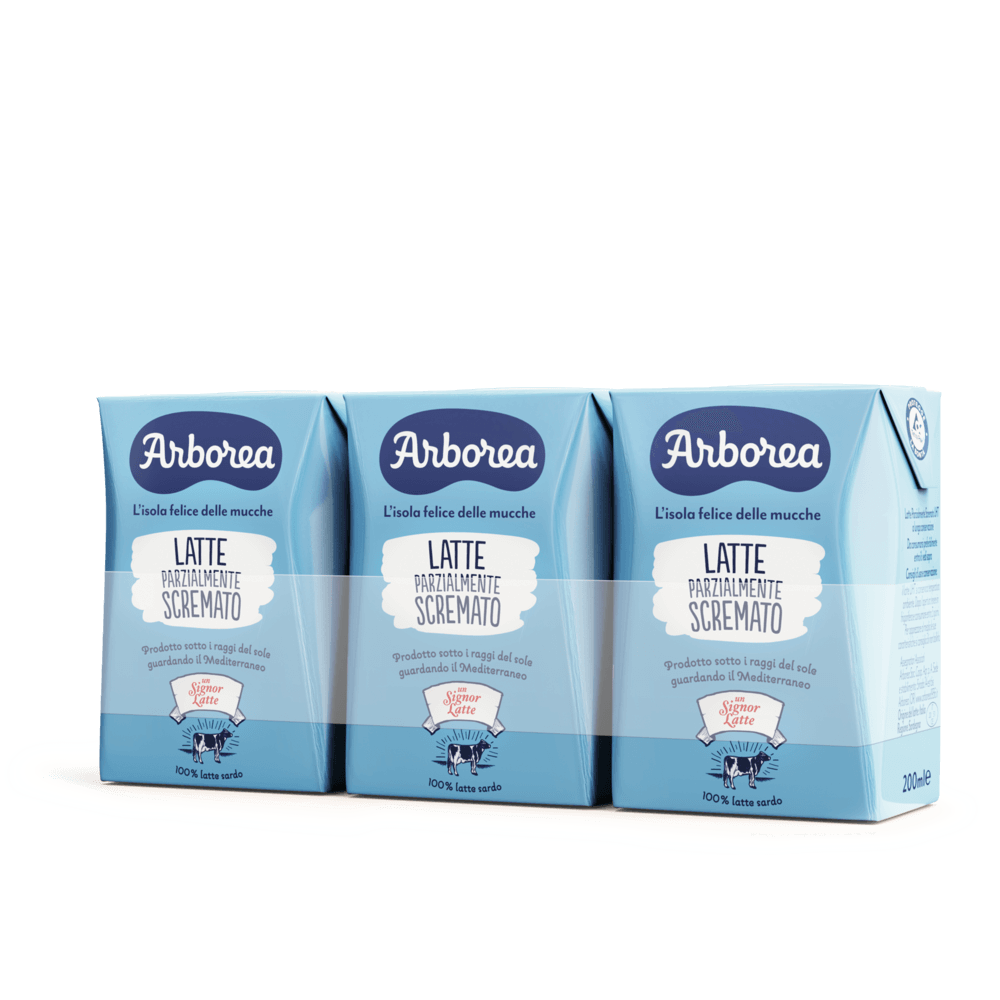 Arborea
L'isola felice delle mucche
LATTE
PARZIALMENTE
SCREMATO
Prodotto sotto i raggi del sole
guardando il Mediterraneo
un
Signor
Latte
100% latte sardo
Arborea
L'isola felice delle mucche
LATTE
PARZIALMENTE
SCREMATO
Prodotto sotto i raggi del sole
guardando il Mediterraneo
un
Signor
Latte
100% latte sardo
Arborea
L'isola felice delle mucche
LATTE
PARZIALMENTE
SCREMATO
Prodotto sotto i raggi del sole
guardando il Mediterraneo
un
Signor
Latte
100% latte sardo
200ml e